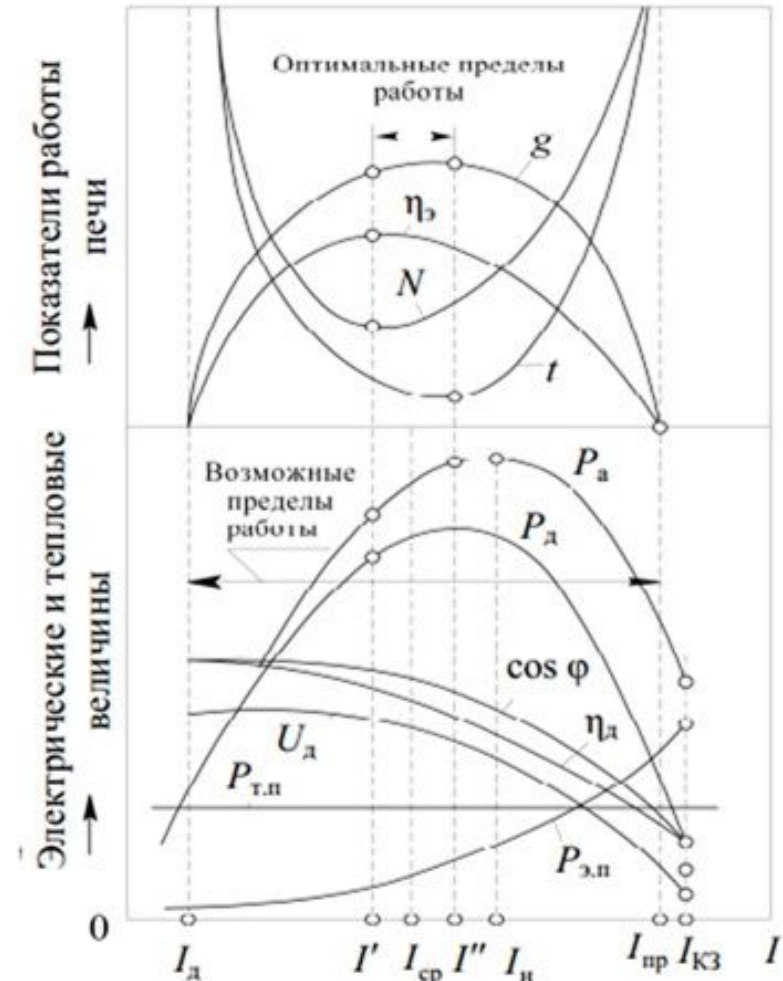 Оптимальные пределы
работы
g
ηэ
N
t
Показатели работы
печи
Возможные
пределы
работы
Pа
Pд
cos φ
ηд
Uд
Pт.п
Pэ.п
Электрические и тепловые
величины
0
Iд
I'
Iср
I''
Iн
Iпр
IКЗ
I